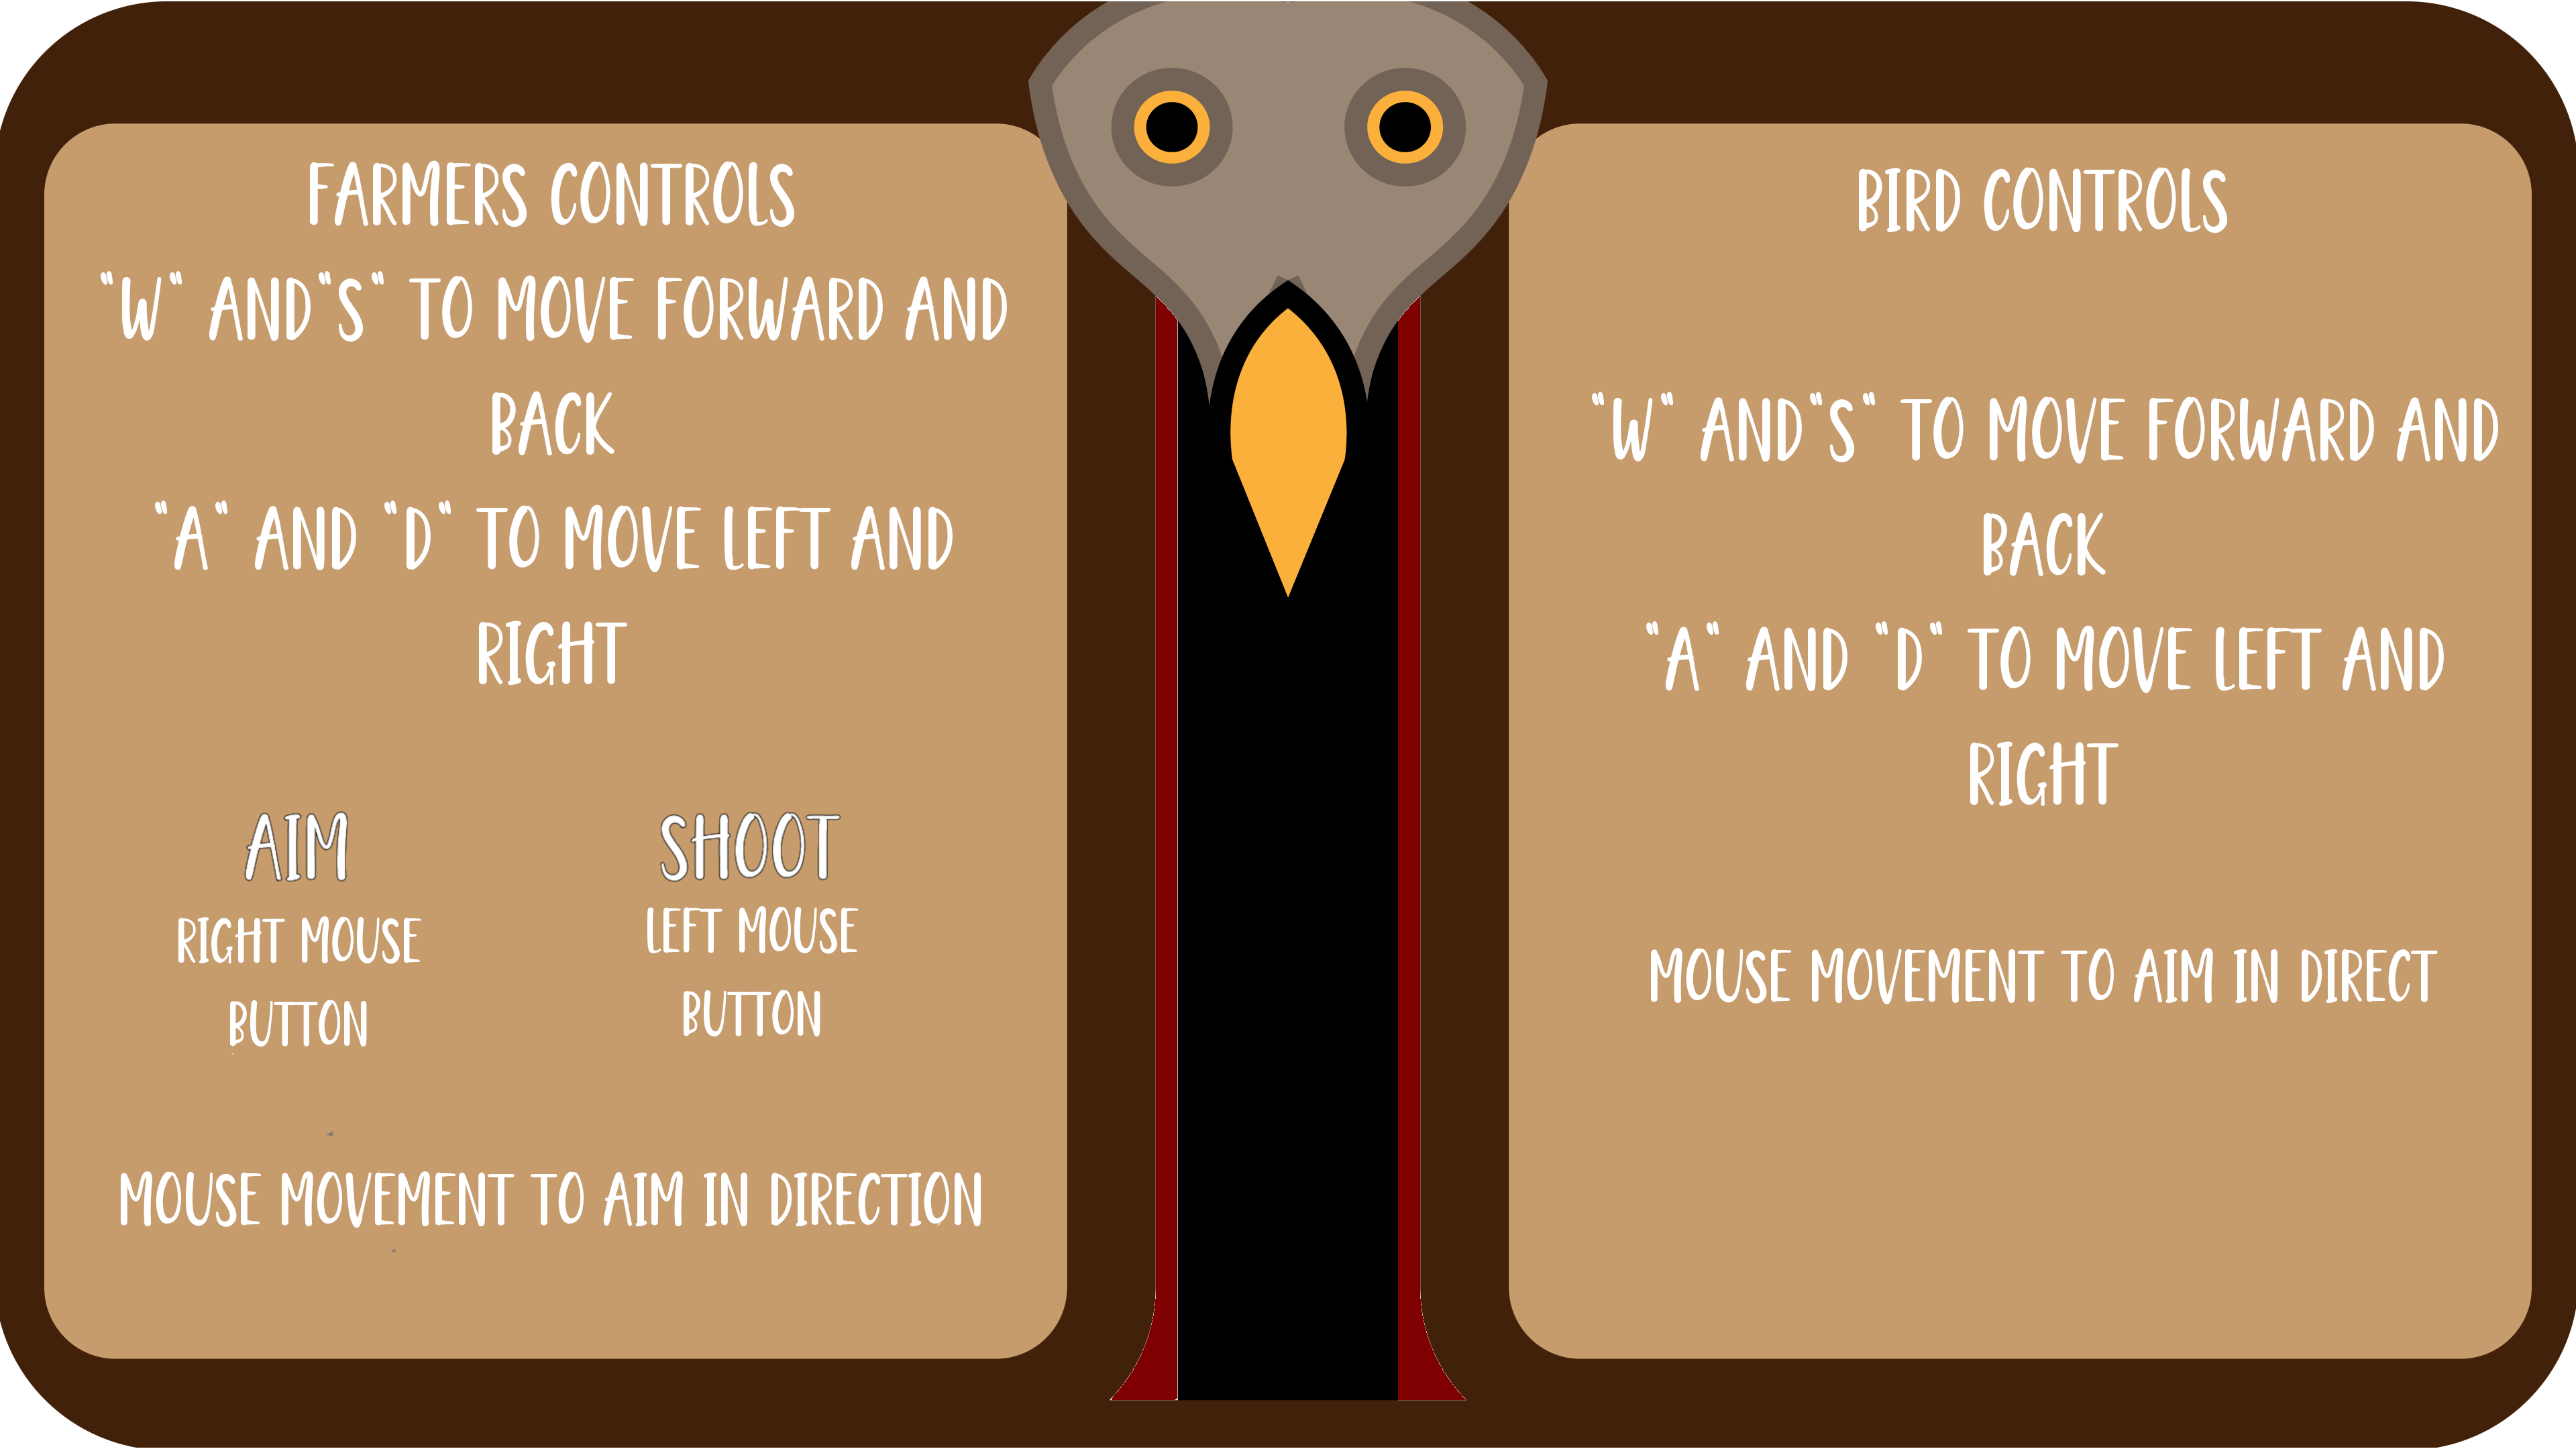 FARMERS CONTROLS
"W" AND"S" TO MOVE FORWARD AND
BACK
"A" AND "D" TO MOVE LEFT AND
RIGHT
AIM
RIGHT MOUSE
BUTTON
SHOOT
LEFT MOUSE
BUTTON
MOUSE MOVEMENT TO AIM IN DIRECTION
BIRD CONTROLS
"W" AND"S" TO MOVE FORWARD AND
BACK
"A" AND "D" TO MOVE LEFT AND
RIGHT
MOUSE MOVEMENT TO AIM IN DIRECT